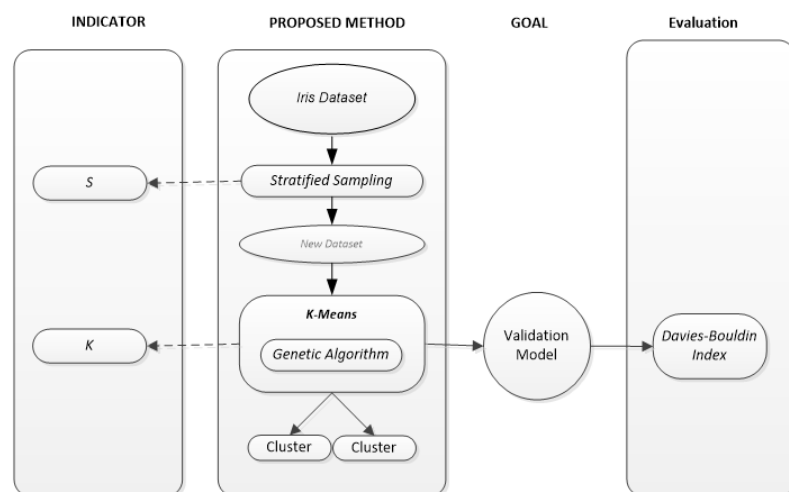 INDICATOR
PROPOSED METHOD
GOAL
Evaluation
Iris Dataset
S
Stratified Sampling
New Dataset
K-Means
K
Genetic Algorithm
Validation
Model
Davies-Bouldin
Index
Cluster
Cluster